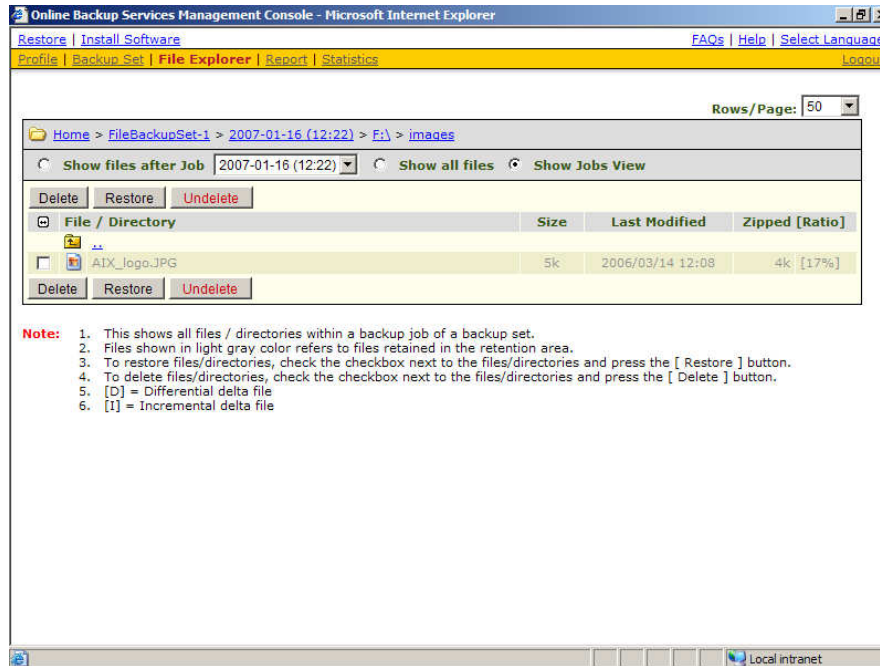 Online Backup Services Management Console - Microsoft Internet Explorer
Restore | Install Software FAQs | Help | Select Language
Profile | Backup Set | File Explorer | Report | Statistics Logou
Rows/Page: 50
Home > FileBackupSet-1 > 2007-01-16 (12:22) > F:\ > images
Show files after Job 2007-01-16 (12:22) Show all files Show Jobs View
Delete Restore Undelete
File / Directory Size Last Modified Zipped [Ratio]
..
AIX_logo.JPG 5k 2006/03/14 12:08 4k [17%]
Delete Restore Undelete
Note: 1. This shows all files / directories within a backup job of a backup set.
2. Files shown in light gray color refers to files retained in the retention area.
3. To restore files/directories, check the checkbox next to the files/directories and press the [ Restore ] button.
4. To delete files/directories, check the checkbox next to the files/directories and press the [ Delete ] button.
5. [D] = Differential delta file
6. [I] = Incremental delta file
Local intranet